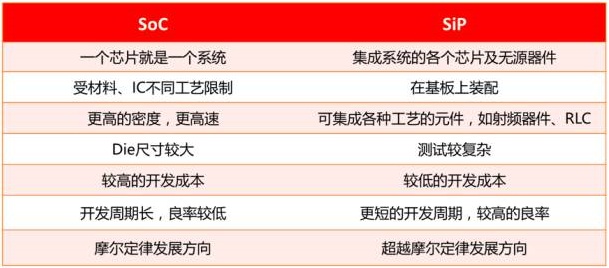 SoC SiP
一个芯片就是一个系统 集成系统的各个芯片及无源器件
受材料、IC不同工艺限制 在基板上装配
更高的密度，更高速 可集成各种工艺的元件，如射频器件、RLC
Die尺寸较大 测试较复杂
较高的开发成本 较低的开发成本
开发周期长，良率较低 更短的开发周期，较高的良率
摩尔定律发展方向 超越摩尔定律发展方向